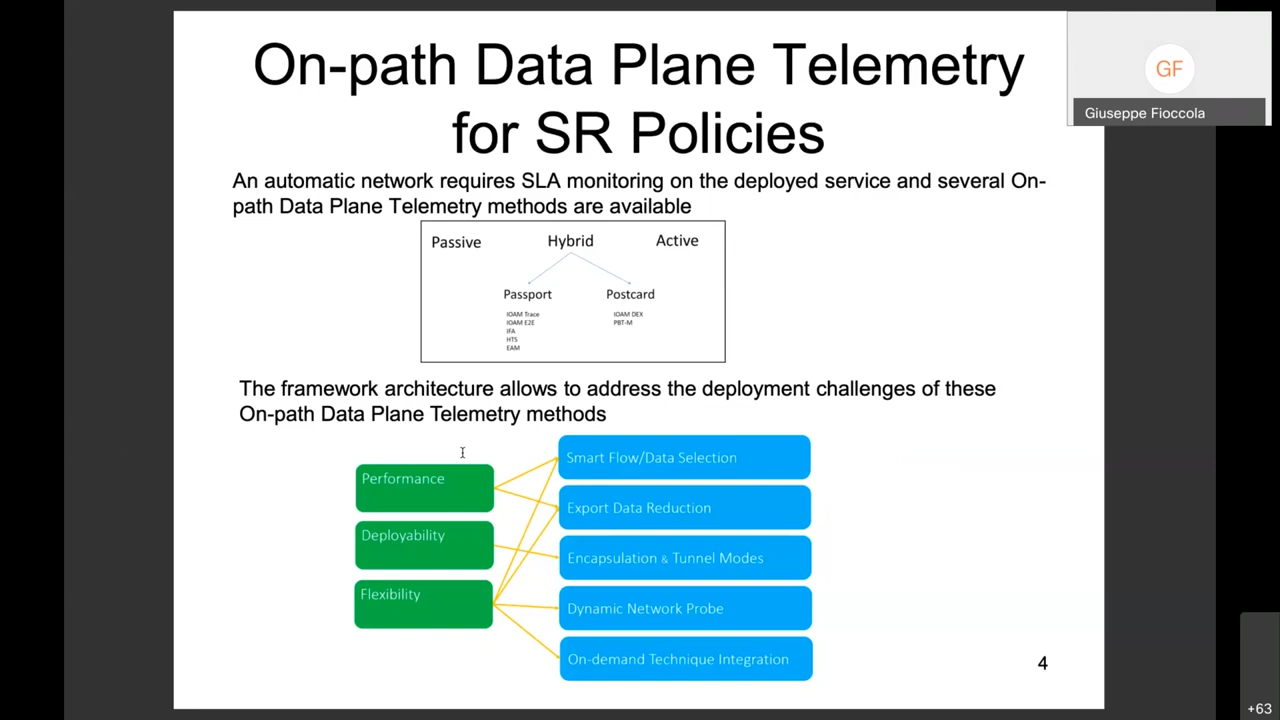 On-path Data Plane Telemetry
for SR Policies
GF
Giuseppe Fioccola
An automatic network requires SLA monitoring on the deployed service and several On-
path Data Plane Telemetry methods are available
Passive
Hybrid
Active
Passport
Postcard
IOAM Trace
IOAM E2E
IFA
HTS
EAM
IOAM DEX
PBT-M
The framework architecture allows to address the deployment challenges of these
On-path Data Plane Telemetry methods
Performance
Deployability
Flexibility
Smart Flow/Data Selection
Export Data Reduction
Encapsulation & Tunnel Modes
Dynamic Network Probe
On-demand Technique Integration
4
+63